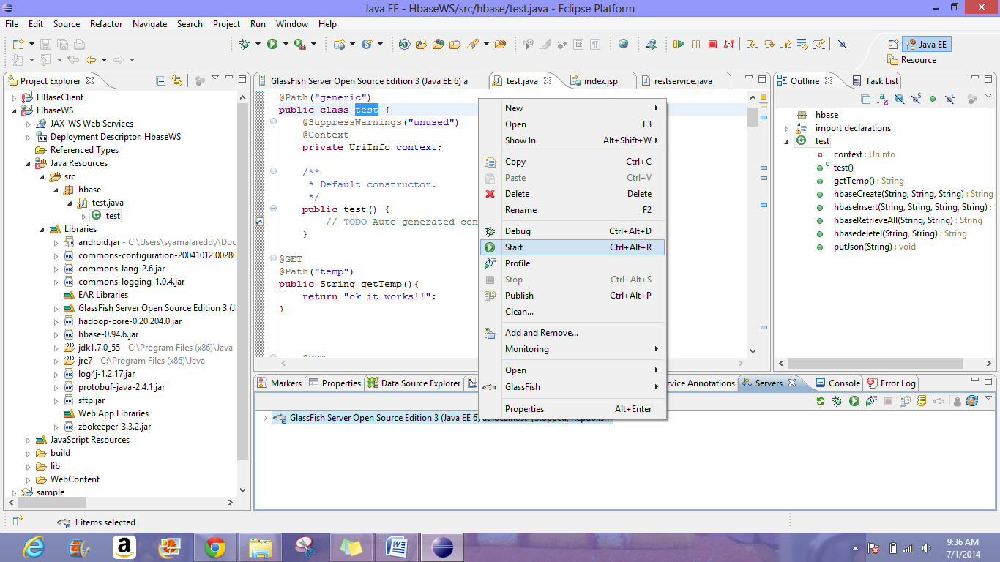 Java EE - HbaseWS/src/hbase/test.java - Eclipse Platform
File Edit Source Refactor Navigate Search Project Run Window Help
Java EE
Resource
Project Explorer
HBaseClient
HbaseWS
JAX-WS Web Services
Deployment Descriptor: HbaseWS
Referenced Types
Java Resources
src
hbase
test.java
test
Libraries
android.jar - C:\Users\syamalareddy\Doc
commons-configuration-20041012.00280
commons-lang-2.6.jar
commons-logging-1.0.4.jar
EAR Libraries
GlassFish Server Open Source Edition 3 (Ja
hadoop-core-0.20.204.0.jar
hbase-0.94.6.jar
jdk1.7.0_55 - C:\Program Files (x86)\Java
jre7 - C:\Program Files (x86)\Java
log4j-1.2.17.jar
protobuf-java-2.4.1.jar
sftp.jar
Web App Libraries
zookeeper-3.3.2.jar
JavaScript Resources
build
lib
WebContent
sample
GlassFish Server Open Source Edition 3 (Java EE 6) a
test.java
index.jsp
restservice.java
@Path("generic")
public class test {
@SuppressWarnings("unused")
@Context
private UriInfo context;
/**
* Default constructor.
*/
public test() {
// TODO Auto-generated con
}
@GET
@Path("temp")
public String getTemp(){
return "ok it works!!";
}
New
Open F3
Show In Alt+Shift+W
Copy Ctrl+C
Paste Ctrl+V
Delete Delete
Rename F2
Debug Ctrl+Alt+D
Start Ctrl+Alt+R
Profile
Stop Ctrl+Alt+S
Publish Ctrl+Alt+P
Clean...
Add and Remove...
Monitoring
Open
GlassFish
Properties Alt+Enter
Outline
Task List
hbase
import declarations
test
context : UriInfo
test()
getTemp() : String
hbaseCreate(String, String, String) : String
hbaseInsert(String, String, String, String) :
hbaseRetrieveAll(String, String) : String
hbasedeletel(String, String) : String
putJson(String) : void
Markers Properties Data Source Explorer rvice Annotations Servers Console Error Log
GlassFish Server Open Source Edition 3 (Java EE 6) at localhost [Stopped, Republish]
1 items selected
9:36 AM
7/1/2014